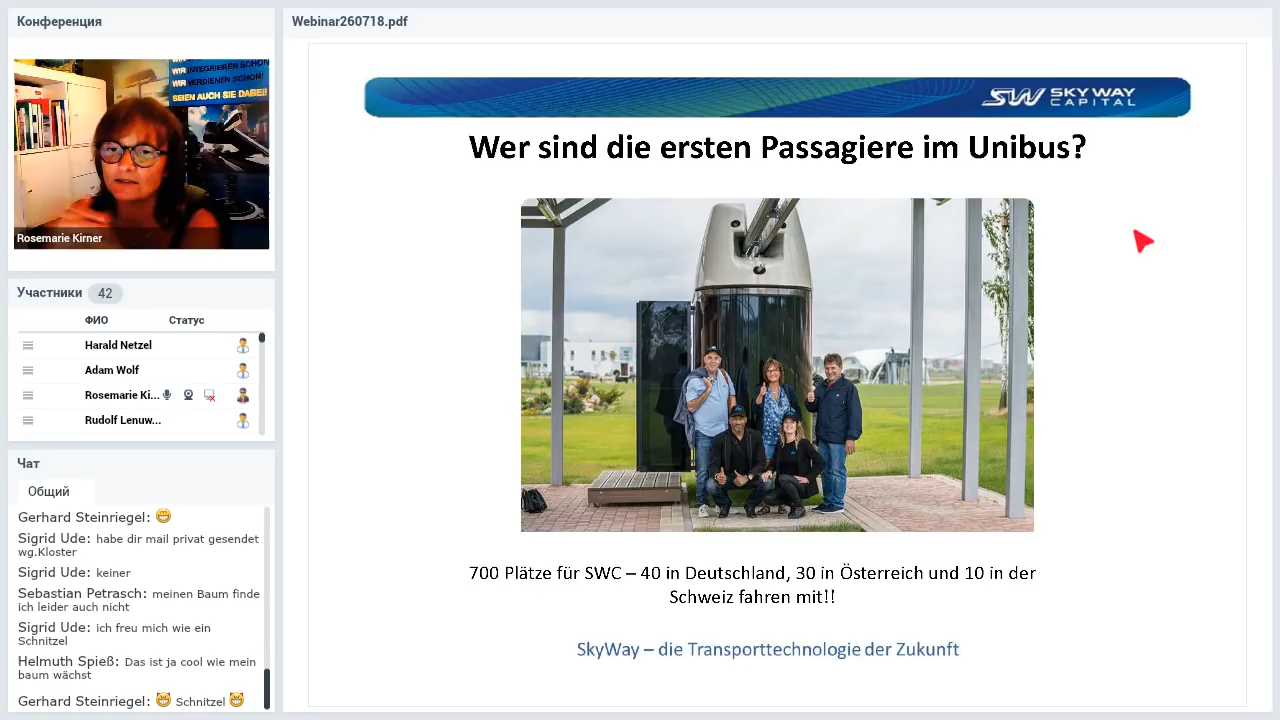 Конференция
WIR INTEGRIEREN SCHON!
WIR VERDIENEN SCHON!
SEIEN AUCH SIE DABEI!
Rosemarie Kirner
Участники 42
ФИО Статус
Harald Netzel
Adam Wolf
Rosemarie Ki...
Rudolf Lenuw...
Чат
Общий
Gerhard Steinriegel:
Sigrid Ude: habe dir mail privat gesendet
wg.Kloster
Sigrid Ude: keiner
Sebastian Petrasch: meinen Baum finde
ich leider auch nicht
Sigrid Ude: ich freu mich wie ein
Schnitzel
Helmuth Spieß: Das ist ja cool wie mein
baum wächst
Gerhard Steinriegel: Schnitzel
Webinar260718.pdf
SW SKY WAY
CAPITAL
Wer sind die ersten Passagiere im Unibus?
700 Plätze für SWC – 40 in Deutschland, 30 in Österreich und 10 in der
Schweiz fahren mit!!
SkyWay – die Transporttechnologie der Zukunft